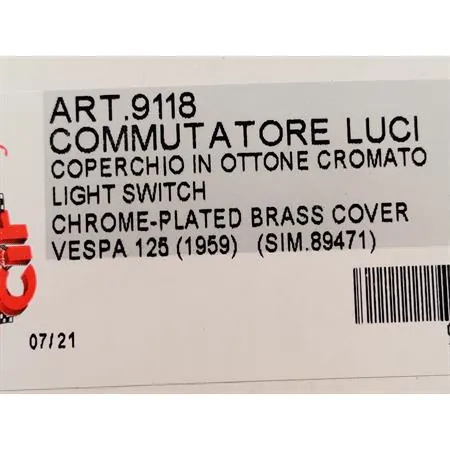 ART.9118
COMMUTATORE LUCI
COPERCHIO IN OTTONE CROMATO
LIGHT SWITCH
CHROME-PLATED BRASS COVER
VESPA 125 (1959) (SIM.89471)
07/21